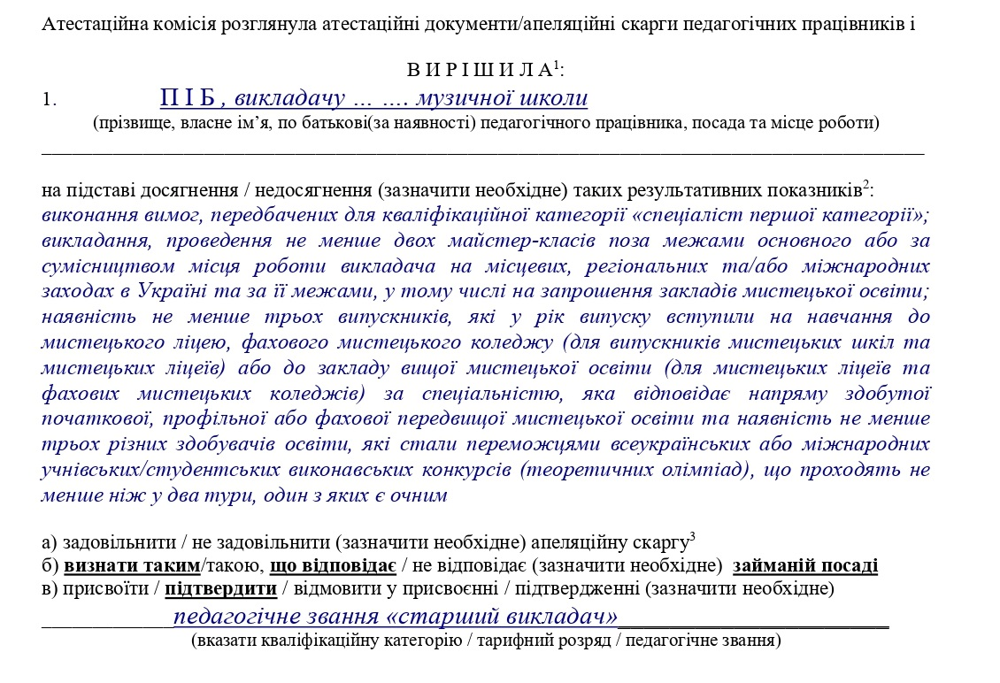 Атестаційна комісія розглянула атестаційні документи/апеляційні скарги педагогічних працівників і
В И Р І Ш И Л А¹:
1. П І Б , викладачу … …. музичної школи
(прізвище, власне ім’я, по батькові(за наявності) педагогічного працівника, посада та місце роботи)
на підставі досягнення / недосягнення (зазначити необхідне) таких результативних показників²:
виконання вимог, передбачених для кваліфікаційної категорії «спеціаліст першої категорії»;
викладання, проведення не менше двох майстер-класів поза межами основного або за
сумісництвом місця роботи викладача на місцевих, регіональних та/або міжнародних
заходах в Україні та за її межами, у тому числі на запрошення закладів мистецької освіти;
наявність не менше трьох випускників, які у рік випуску вступили на навчання до
мистецького ліцею, фахового мистецького коледжу (для випускників мистецьких шкіл та
мистецьких ліцеїв) або до закладу вищої мистецької освіти (для мистецьких ліцеїв та
фахових мистецьких коледжів) за спеціальністю, яка відповідає напряму здобутої
початкової, профільної або фахової передвищої мистецької освіти та наявність не менше
трьох різних здобувачів освіти, які стали переможцями всеукраїнських або міжнародних
учнівських/студентських виконавських конкурсів (теоретичних олімпіад), що проходять не
менше ніж у два тури, один з яких є очним
а) задовільнити / не задовільнити (зазначити необхідне) апеляційну скаргу³
б) визнати таким/такою, що відповідає / не відповідає (зазначити необхідне) займаній посаді
в) присвоїти / підтвердити / відмовити у присвоєнні / підтвердженні (зазначити необхідне)
педагогічне звання «старший викладач»
(вказати кваліфікаційну категорію / тарифний розряд / педагогічне звання)